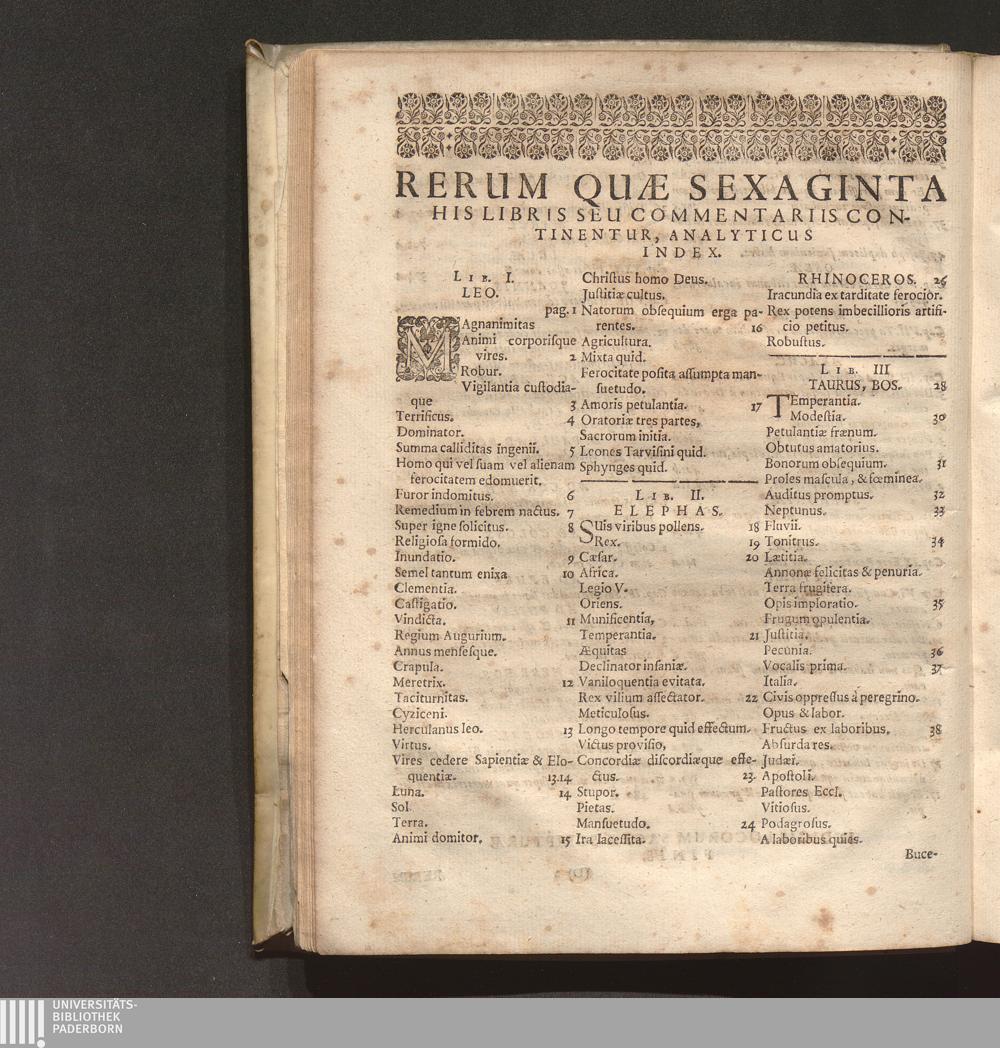 RERUM QUÆ SEXAGINTA
HIS LIBRIS SEU COMMENTARIIS CON-
TINENTUR, ANALYTICUS
INDEX.
LIB. I.
LEO.
pag. 1
MAgnanimitas
Animi corporisque
vires. 2
Robur.
Vigilantia custodia-
que 3
Terrificus. 4
Dominator.
Summa calliditas ingenii. 5
Homo qui vel suam vel alienam
ferocitatem edomuerit.
Furor indomitus. 6
Remedium in febrem nactus. 7
Super igne solicitus. 8
Religiosa formido.
Inundatio. 9
Semel tantum enixa 10
Clementia.
Castigatio.
Vindicta. 11
Regium Augurium.
Annus mensesque.
Crapula.
Meretrix. 12
Taciturnitas.
Cyziceni.
Herculanus leo. 13
Virtus.
Vires cedere Sapientiæ & Elo-
quentiæ. 13.14
Luna. 14
Sol.
Terra.
Animi domitor. 15
Christus homo Deus.
Justitiæ cultus.
Natorum obsequium erga pa-
rentes. 16
Agricultura.
Mixta quid.
Ferocitate posita assumpta man-
suetudo.
Amoris petulantia. 17
Oratoriæ tres partes,
Sacrorum initia.
Leones Tarvisini quid.
Sphynges quid.
LIB. II.
ELEPHAS.
SUis viribus pollens. 18
Rex. 19
Cæsar. 20
Africa.
Legio V.
Oriens.
Munificentia,
Temperantia. 21
Æquitas
Declinator insaniæ.
Vaniloquentia evitata.
Rex vilium assectator. 22
Meticulosus.
Longo tempore quid effectum.
Victus provisio,
Concordiæ discordiæque effe-
ctus. 23.
Stupor.
Pietas.
Mansuetudo. 24
Ira lacessita.
RHINOCEROS. 26
Iracundia ex tarditate ferocior.
Rex potens imbecillioris artifi-
cio petitus.
Robustus.
LIB. III
TAURUS, BOS. 28
TEmperantia.
Modestia. 30
Petulantiæ frænum.
Obtutus amatorius.
Bonorum obsequium. 31
Proles mascula, & fœminea.
Auditus promptus. 32
Neptunus. 33
Fluvii.
Tonitrus. 34
Lætitia.
Annonæ felicitas & penuria.
Terra frugifera.
Opis imploratio. 35
Frugum opulentia.
Justitia.
Pecunia. 36
Vocalis prima. 37
Italia.
Civis oppressus à peregrino.
Opus & labor.
Fructus ex laboribus. 38
Absurda res.
Judæi.
Apostoli.
Pastores Eccl.
Vitiosus.
Podagrosus.
A laboribus quies.
Buce-
UNIVERSITÄTS-
BIBLIOTHEK
PADERBORN